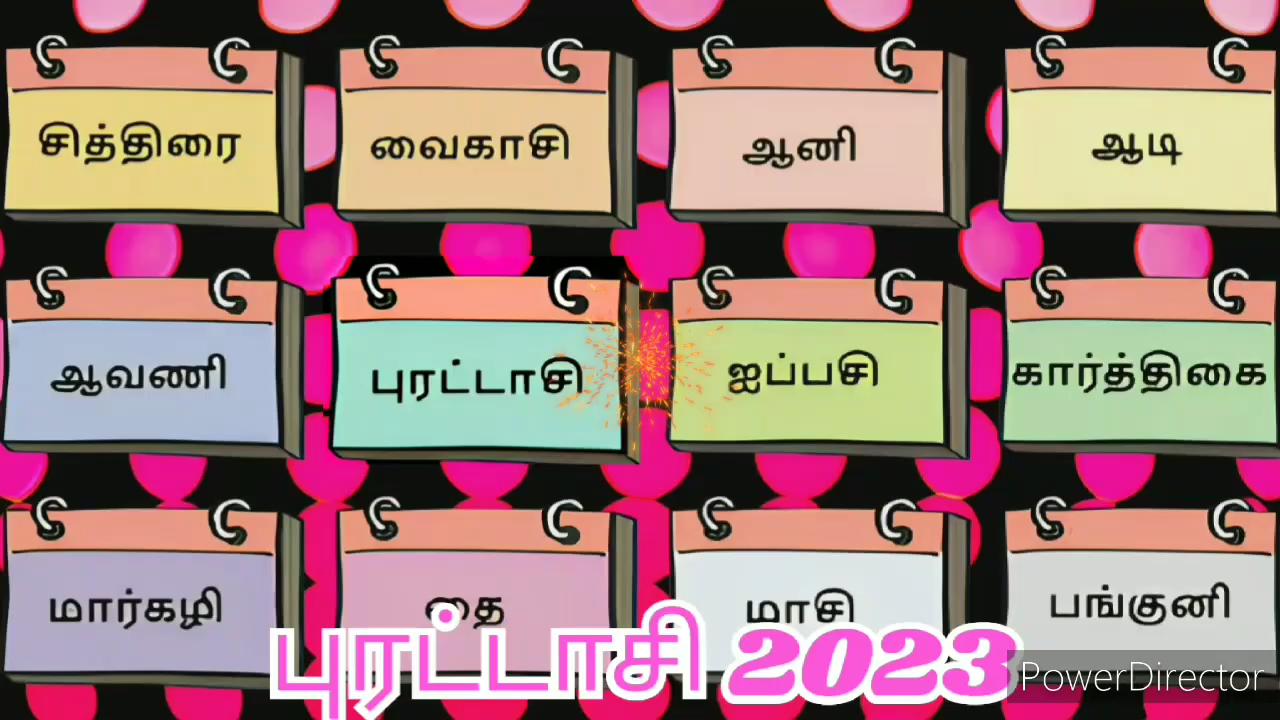 சித்திரை வைகாசி ஆனி ஆடி
ஆவணி புரட்டாசி ஐப்பசி கார்த்திகை
மார்கழி தை மாசி பங்குனி
புரட்டாசி 2023
PowerDirector